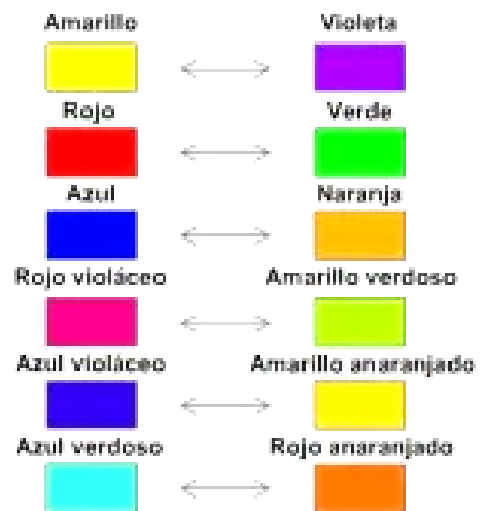 Amarillo Violeta
Rojo Verde
Azul Naranja
Rojo violáceo Amarillo verdoso
Azul violáceo Amarillo anaranjado
Azul verdoso Rojo anaranjado